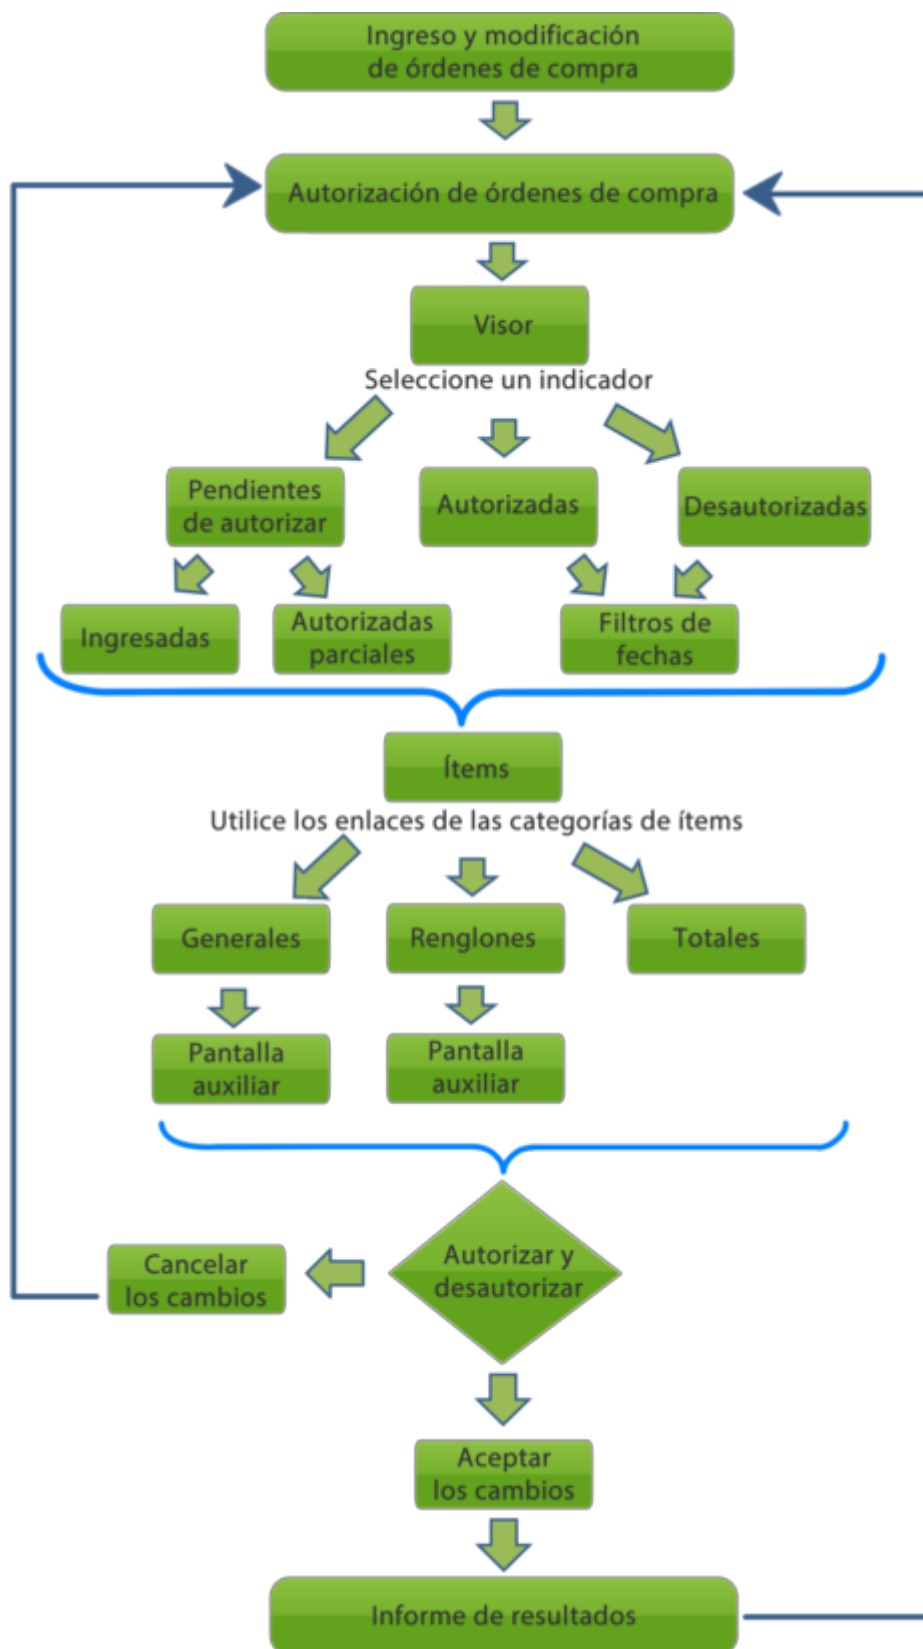 Ingreso y modificación
de órdenes de compra
Autorización de órdenes de compra
Visor
Seleccione un indicador
Pendientes
de autorizar
Autorizadas
Desautorizadas
Ingresadas
Autorizadas
parciales
Filtros de
fechas
Ítems
Utilice los enlaces de las categorías de ítems
Generales
Renglones
Totales
Pantalla
auxiliar
Pantalla
auxiliar
Autorizar y
desautorizar
Cancelar
los cambios
Aceptar
los cambios
Informe de resultados